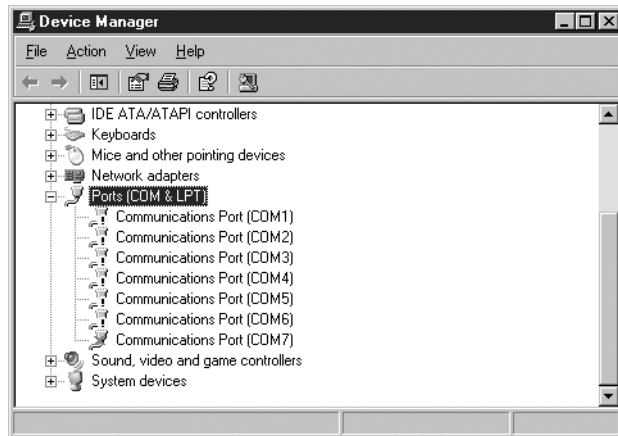 Device Manager
File Action View Help
IDE ATA/ATAPI controllers
Keyboards
Mice and other pointing devices
Network adapters
Ports (COM & LPT)
Communications Port (COM1)
Communications Port (COM2)
Communications Port (COM3)
Communications Port (COM4)
Communications Port (COM5)
Communications Port (COM6)
Communications Port (COM7)
Sound, video and game controllers
System devices